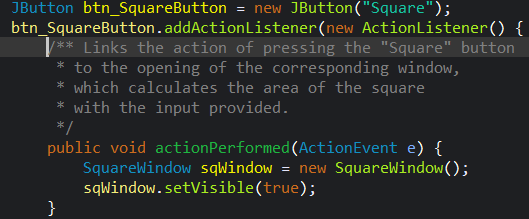 JButton btn_SquareButton = new JButton("Square");
btn_SquareButton.addActionListener(new ActionListener() {
/** Links the action of pressing the "Square" button
* to the opening of the corresponding window,
* which calculates the area of the square
* with the input provided.
*/
public void actionPerformed(ActionEvent e) {
SquareWindow sqWindow = new SquareWindow();
sqWindow.setVisible(true);
}